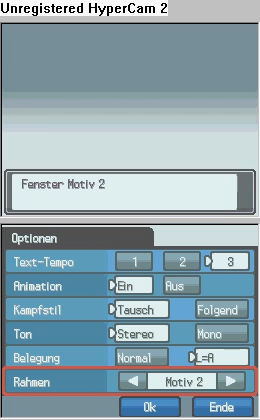 Unregistered HyperCam 2
Fenster Motiv 2
Optionen
Text-Tempo 1 2 3
Animation Ein Aus
Kampfstil Tausch Folgend
Ton Stereo Mono
Belegung Normal L=A
Rahmen Motiv 2
Ok Ende